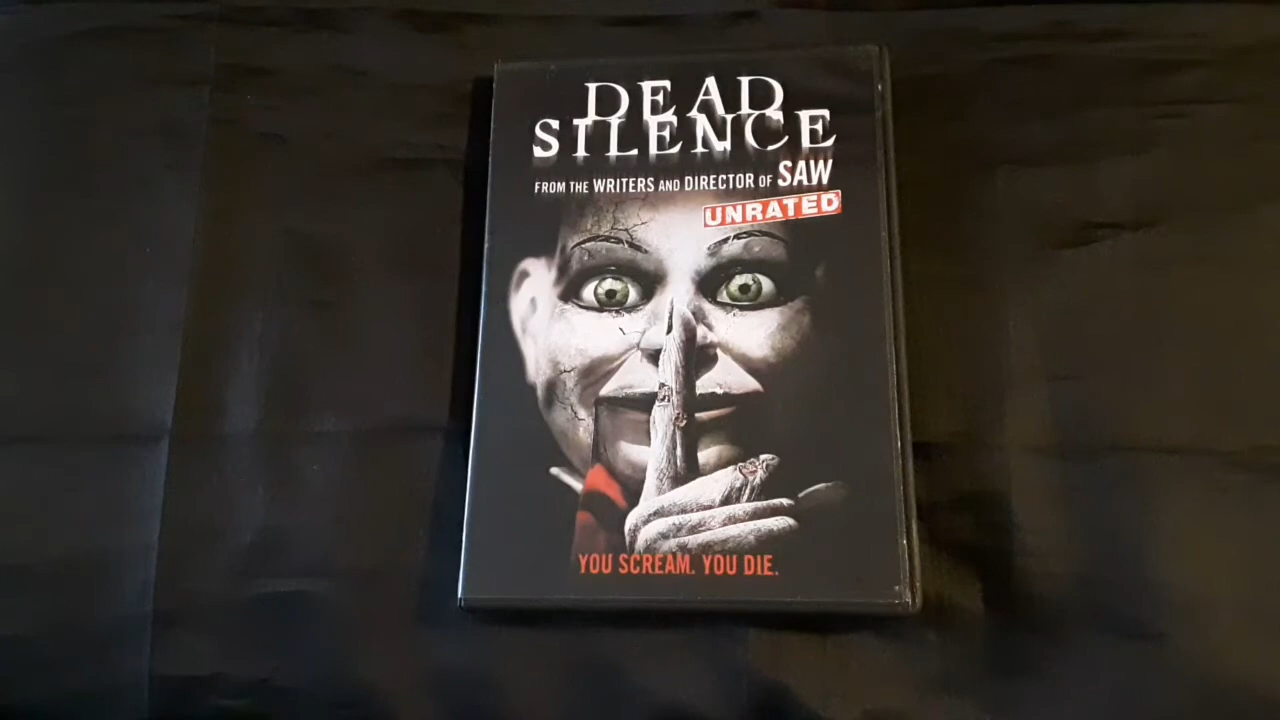 DEAD
SILENCE
FROM THE WRITERS AND DIRECTOR OF SAW
UNRATED
YOU SCREAM. YOU DIE.